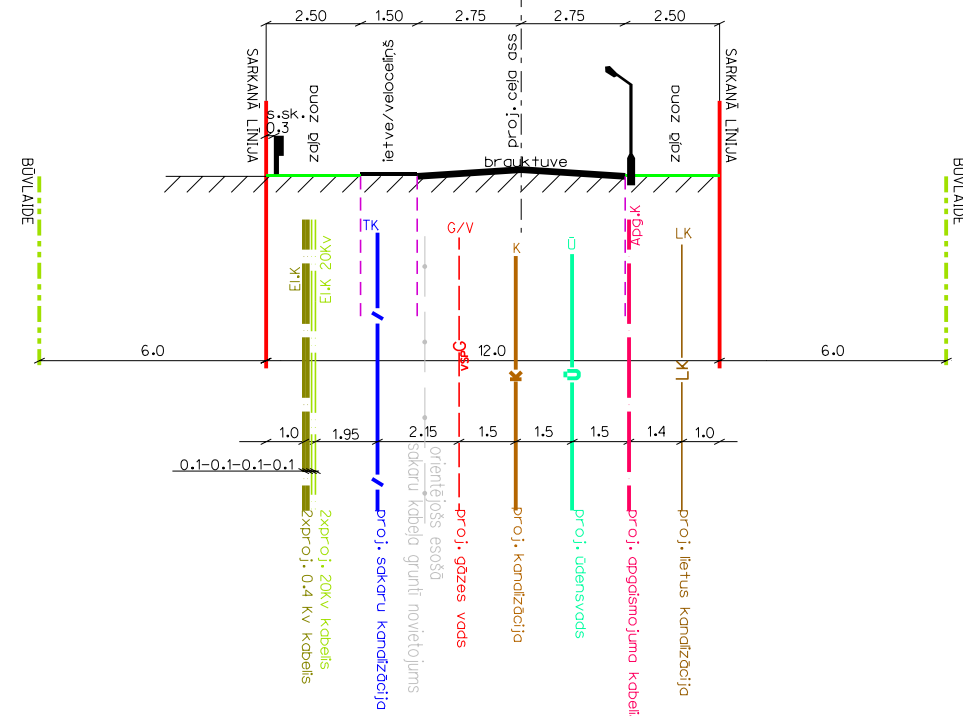 2.50
1.50
2.75
2.75
2.50
SARKANĀ LĪNIJA
zaļā zona
ietve/veloceliņš
proj. ceļa ass
zaļā zona
SARKANĀ LĪNIJA
s.sk.
0.3
brauktuve
BŪVLAIDE
BŪVLAIDE
El.K
El.K 20Kv
TK
G/V
K
Ū
Apg.K
LK
6.0
12.0
6.0
G
K
Ū
LK
1.0
1.95
2.15
1.5
1.5
1.5
1.4
1.0
0.1-0.1-0.1-0.1
2xproj. 0.4 Kv kabelis
2xproj. 20Kv kabelis
proj. sakaru kanalizācija
orientējošs esošā
sakaru kabeļa gruntī novietojums
proj. gāzes vads
proj. kanalizācija
proj. ūdensvads
proj. apgaismojuma kabeli
proj. lietus kanalizācija